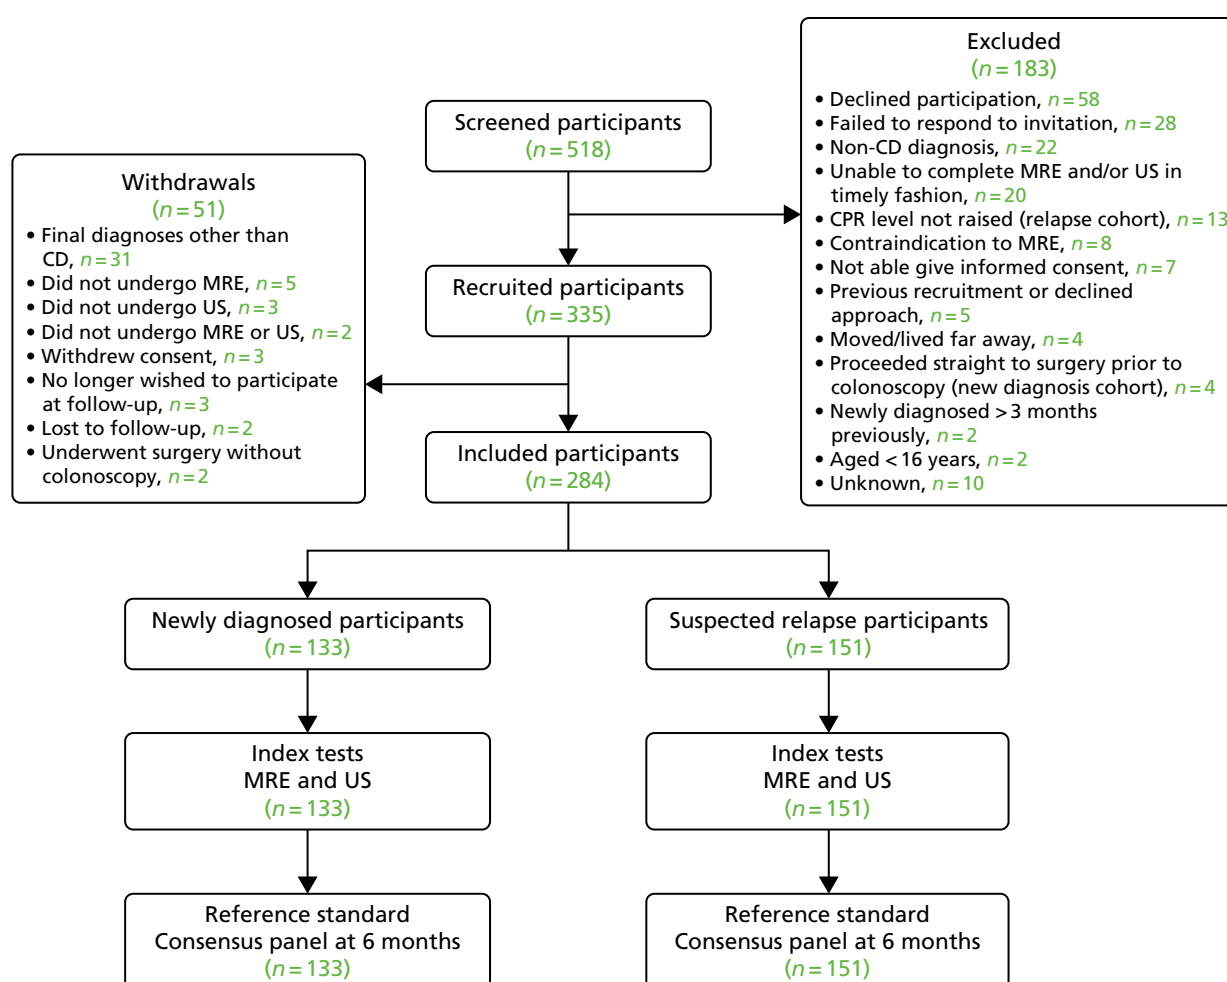 Screened participants
(n = 518)
Excluded
(n = 183)
• Declined participation, n = 58
• Failed to respond to invitation, n = 28
• Non-CD diagnosis, n = 22
• Unable to complete MRE and/or US in
timely fashion, n = 20
• CPR level not raised (relapse cohort), n = 13
• Contraindication to MRE, n = 8
• Not able give informed consent, n = 7
• Previous recruitment or declined
approach, n = 5
• Moved/lived far away, n = 4
• Proceeded straight to surgery prior to
colonoscopy (new diagnosis cohort), n = 4
• Newly diagnosed > 3 months
previously, n = 2
• Aged < 16 years, n = 2
• Unknown, n = 10
Recruited participants
(n = 335)
Withdrawals
(n = 51)
• Final diagnoses other than
CD, n = 31
• Did not undergo MRE, n = 5
• Did not undergo US, n = 3
• Did not undergo MRE or US, n = 2
• Withdrew consent, n = 3
• No longer wished to participate
at follow-up, n = 3
• Lost to follow-up, n = 2
• Underwent surgery without
colonoscopy, n = 2
Included participants
(n = 284)
Newly diagnosed participants
(n = 133)
Suspected relapse participants
(n = 151)
Index tests
MRE and US
(n = 133)
Index tests
MRE and US
(n = 151)
Reference standard
Consensus panel at 6 months
(n = 133)
Reference standard
Consensus panel at 6 months
(n = 151)